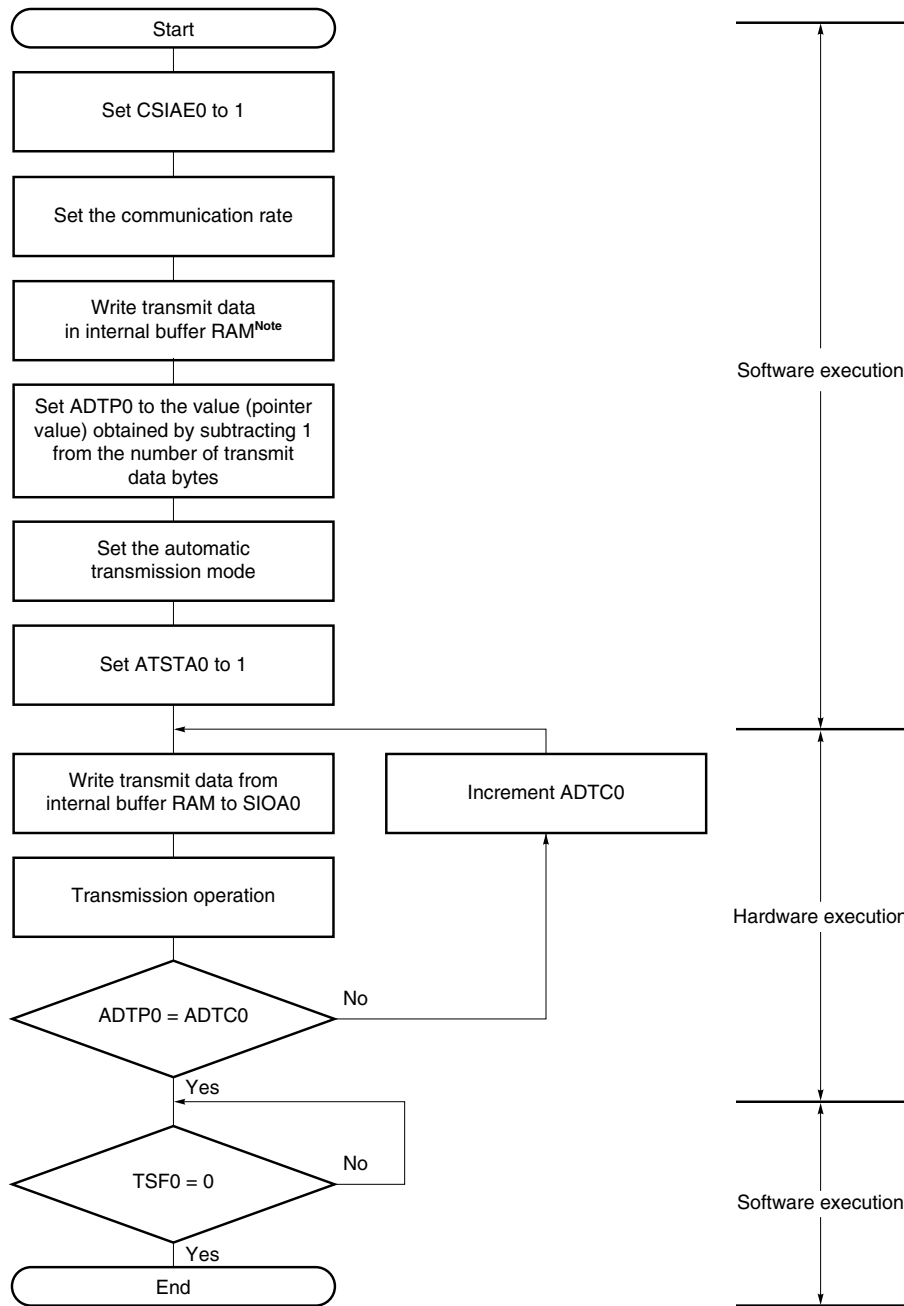 Start
Set CSIAE0 to 1
Set the communication rate
Write transmit data
in internal buffer RAMNote
Software execution
Set ADTP0 to the value (pointer
value) obtained by subtracting 1
from the number of transmit
data bytes
Set the automatic
transmission mode
Set ATSTA0 to 1
Write transmit data from
internal buffer RAM to SIOA0
Increment ADTC0
Transmission operation
Hardware execution
ADTP0 = ADTC0
No
Yes
TSF0 = 0
No
Software execution
Yes
End